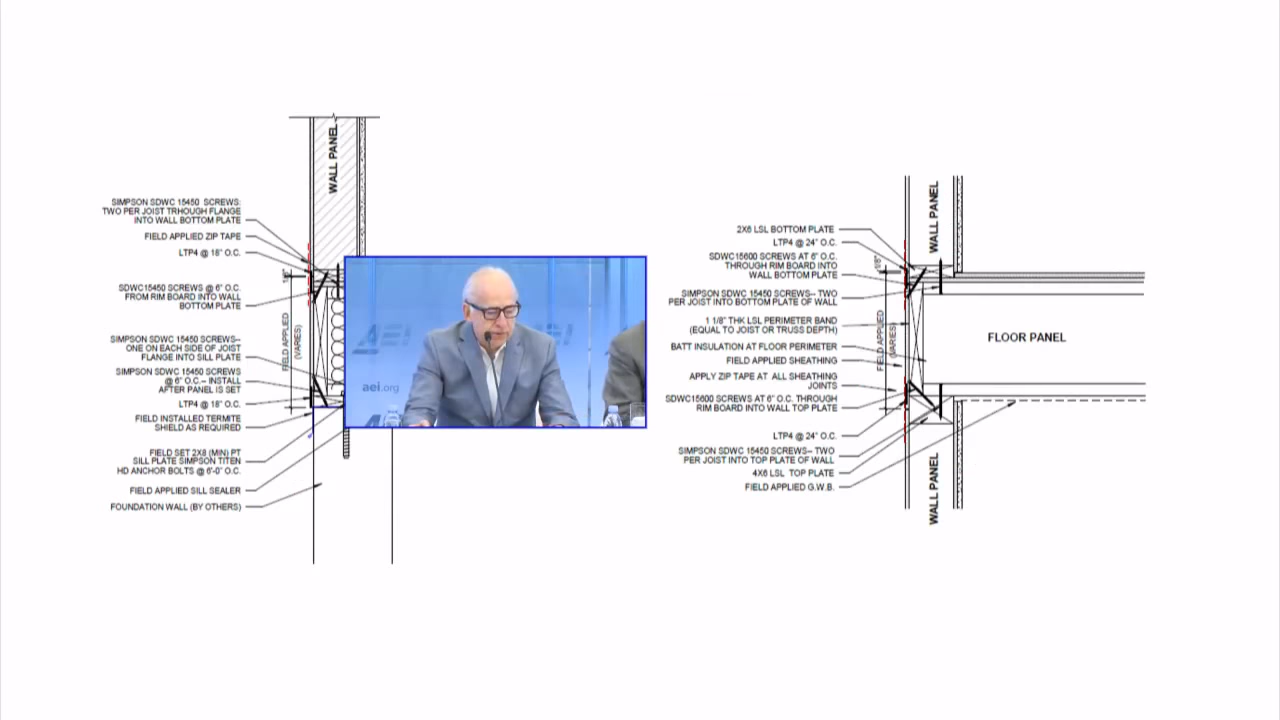 WALL PANEL
SIMPSON SDWC 15450 SCREWS:
TWO PER JOIST TRHOUGH FLANGE
INTO WALL BOTTOM PLATE
FIELD APPLIED ZIP TAPE
LTP4 @ 18" O.C.
SDWC15450 SCREWS @ 6" O.C.
FROM RIM BOARD INTO WALL
BOTTOM PLATE
FIELD APPLIED
(VARIES)
SIMPSON SDWC 15450 SCREWS--
ONE ON EACH SIDE OF JOIST
FLANGE INTO SILL PLATE
SIMPSON SDWC 15450 SCREWS
@ 6" O.C.-- INSTALL
AFTER PANEL IS SET
LTP4 @ 18" O.C.
FIELD INSTALLED TERMITE
SHIELD AS REQUIRED
FIELD SET 2X8 (MIN) PT
SILL PLATE SIMPSON TITEN
HD ANCHOR BOLTS @ 6'-0" O.C.
FIELD APPLIED SILL SEALER
FOUNDATION WALL (BY OTHERS)
AEI
AEI
aei.org
WALL PANEL
2X6 LSL BOTTOM PLATE
LTP4 @ 24" O.C.
SDWC15600 SCREWS AT 6" O.C.
THROUGH RIM BOARD INTO
WALL BOTTOM PLATE
1/8"
SIMPSON SDWC 15450 SCREWS-- TWO
PER JOIST INTO BOTTOM PLATE OF WALL
1 1/8" THK LSL PERIMETER BAND
(EQUAL TO JOIST OR TRUSS DEPTH)
FIELD APPLIED
(VARIES)
FLOOR PANEL
BATT INSULATION AT FLOOR PERIMETER
FIELD APPLIED SHEATHING
APPLY ZIP TAPE AT ALL SHEATHING
JOINTS
SDWC15600 SCREWS AT 6" O.C. THROUGH
RIM BOARD INTO WALL TOP PLATE
LTP4 @ 24" O.C.
SIMPSON SDWC 15450 SCREWS-- TWO
PER JOIST INTO TOP PLATE OF WALL
4X6 LSL TOP PLATE
FIELD APPLIED G.W.B.
WALL PANEL